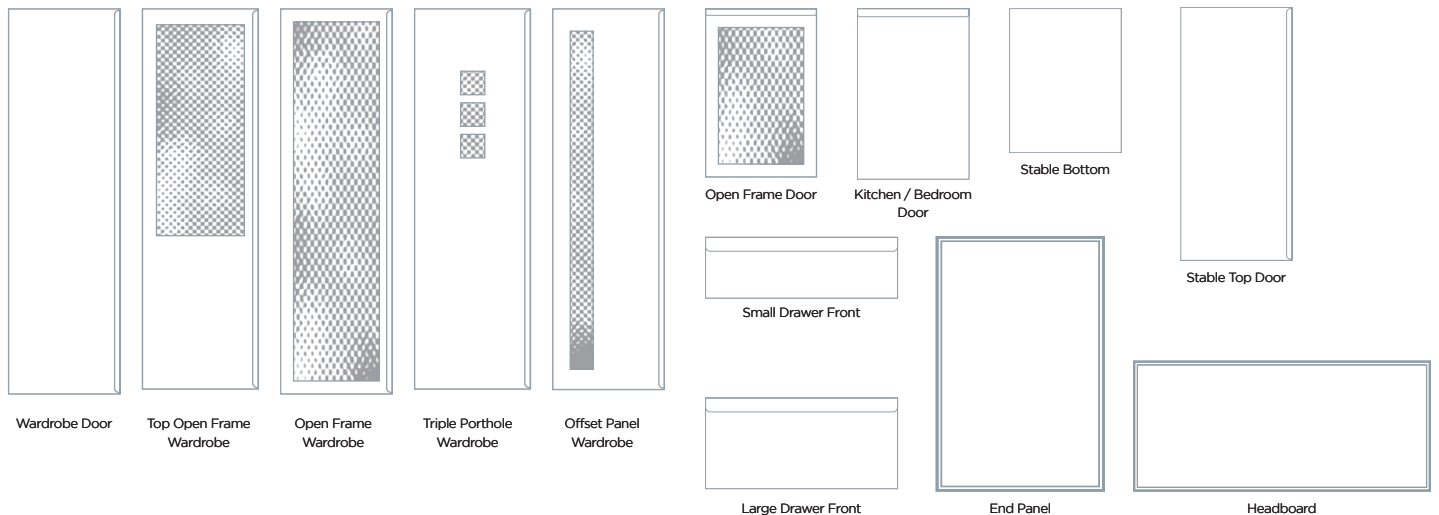 Wardrobe Door
Top Open Frame
Wardrobe
Open Frame
Wardrobe
Triple Porthole
Wardrobe
Offset Panel
Wardrobe
Open Frame Door
Kitchen / Bedroom
Door
Stable Bottom
Stable Top Door
Small Drawer Front
Large Drawer Front
End Panel
Headboard